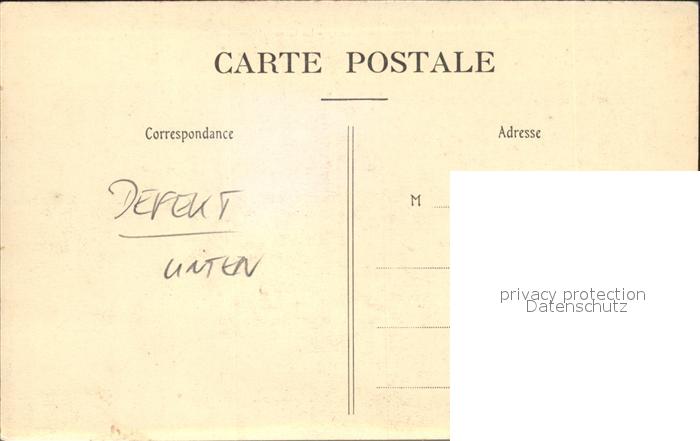 CARTE POSTALE
Correspondance
Adresse
DEFEKT
UNTEN
M
privacy protection
Datenschutz